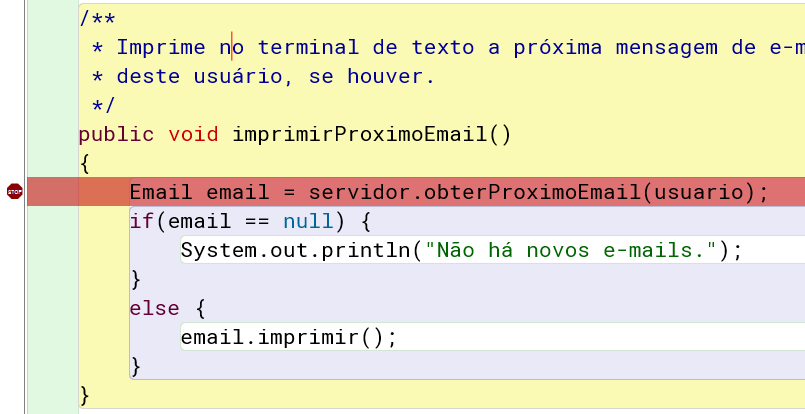 /**
 * Imprime no terminal de texto a próxima mensagem de e-m
 * deste usuário, se houver.
 */
public void imprimirProximoEmail()
{
STOP Email email = servidor.obterProximoEmail(usuario);
if(email == null) {
System.out.println("Não há novos e-mails.");
}
else {
email.imprimir();
}
}